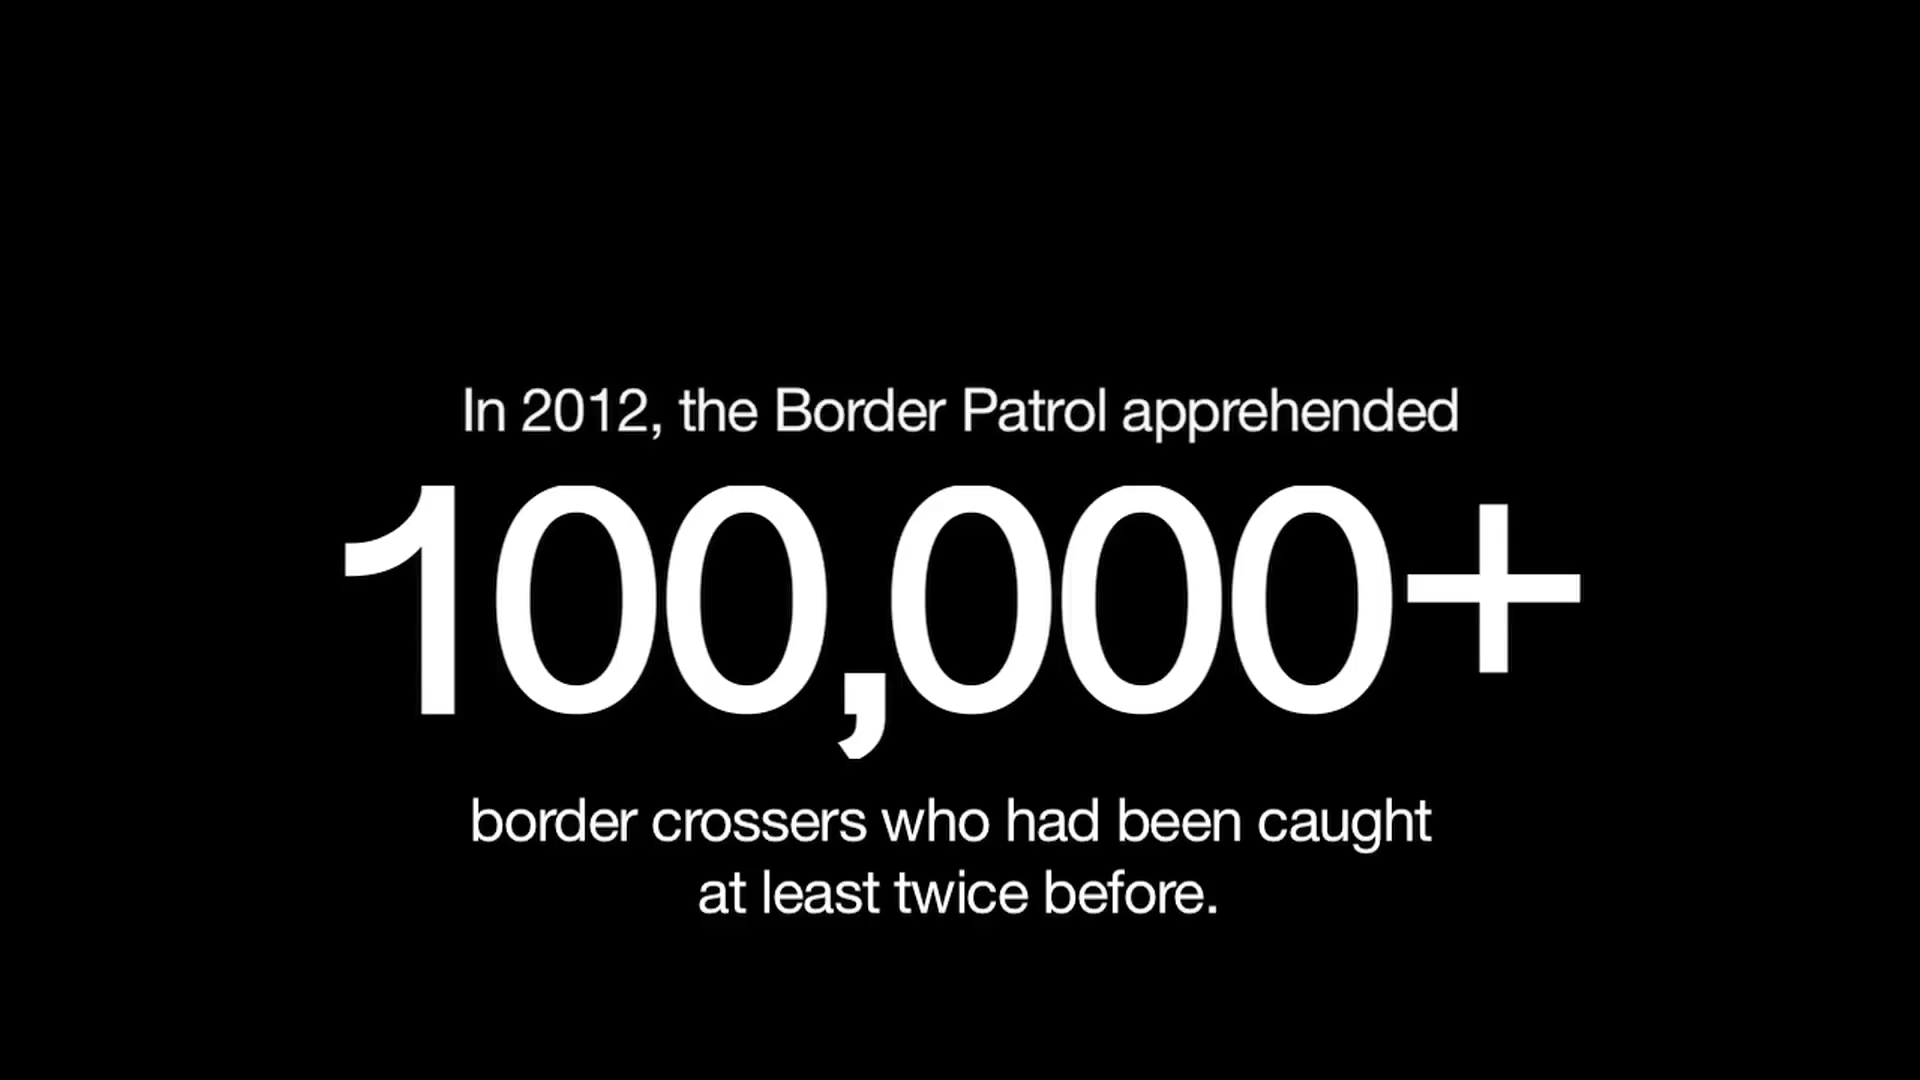 In 2012, the Border Patrol apprehended
100,000+
border crossers who had been caught
at least twice before.